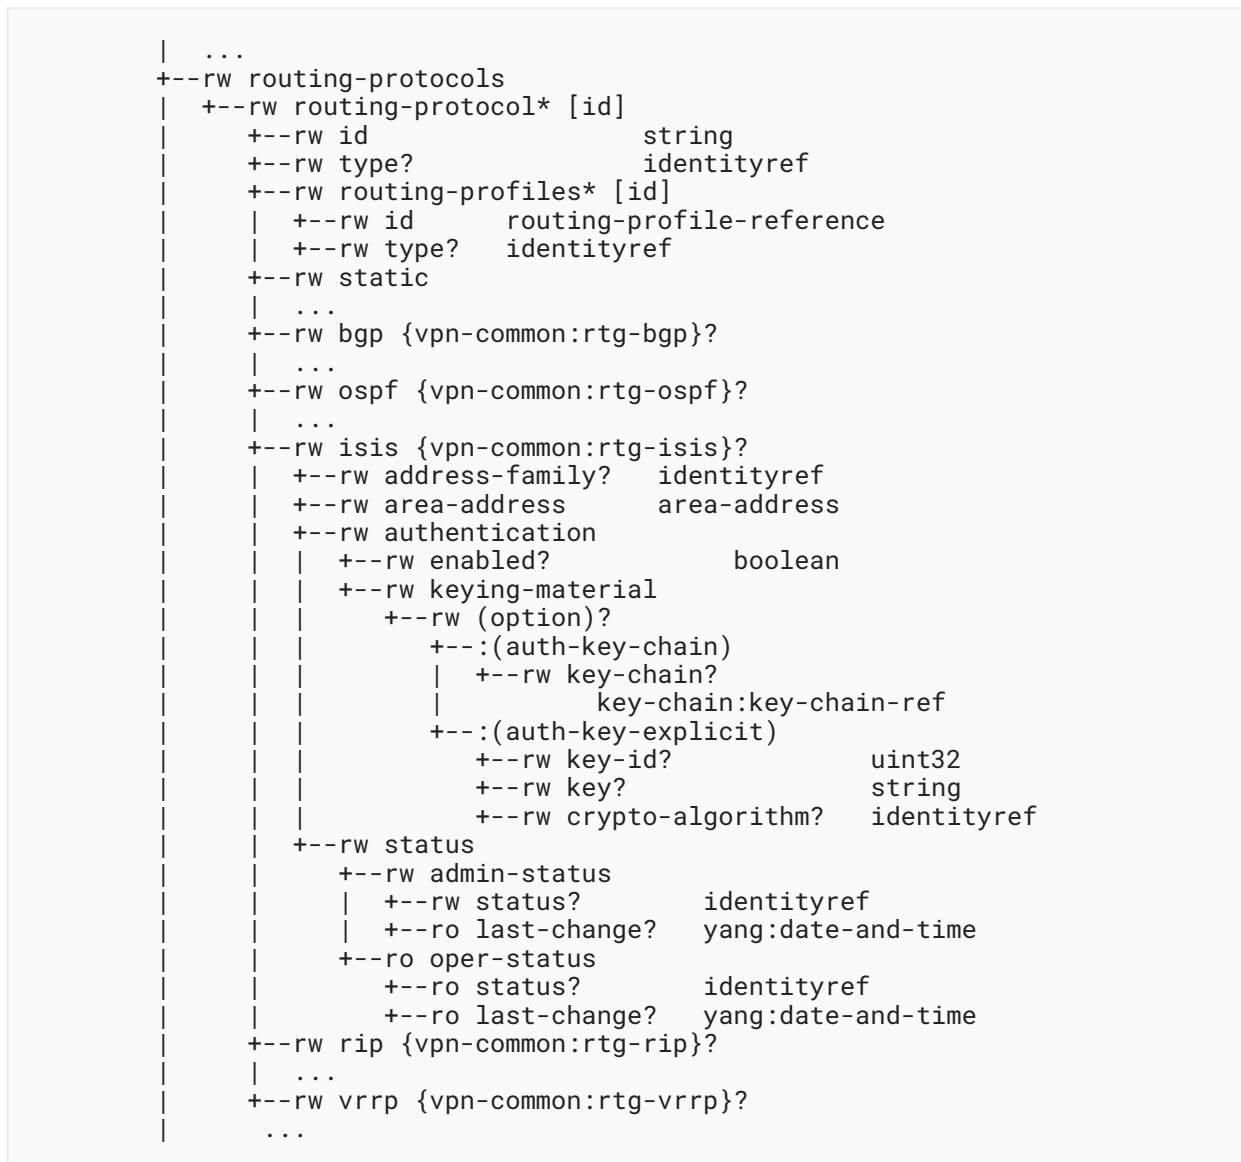 |  ...
+--rw routing-protocols
|  +--rw routing-protocol* [id]
|     +--rw id                  string
|     +--rw type?               identityref
|     +--rw routing-profiles* [id]
|     |  +--rw id      routing-profile-reference
|     |  +--rw type?   identityref
|     +--rw static
|     |  ...
|     +--rw bgp {vpn-common:rtg-bgp}?
|     |  ...
|     +--rw ospf {vpn-common:rtg-ospf}?
|     |  ...
|     +--rw isis {vpn-common:rtg-isis}?
|     |  +--rw address-family?   identityref
|     |  +--rw area-address      area-address
|     |  +--rw authentication
|     |  |  +--rw enabled?            boolean
|     |  |  +--rw keying-material
|     |  |     +--rw (option)?
|     |  |        +--:(auth-key-chain)
|     |  |        |  +--rw key-chain?
|     |  |        |          key-chain:key-chain-ref
|     |  |        +--:(auth-key-explicit)
|     |  |           +--rw key-id?             uint32
|     |  |           +--rw key?                string
|     |  |           +--rw crypto-algorithm?   identityref
|     |  +--rw status
|     |     +--rw admin-status
|     |     |  +--rw status?        identityref
|     |     |  +--ro last-change?   yang:date-and-time
|     |     +--ro oper-status
|     |        +--ro status?        identityref
|     |        +--ro last-change?   yang:date-and-time
|     +--rw rip {vpn-common:rtg-rip}?
|     |  ...
|     +--rw vrrp {vpn-common:rtg-vrrp}?
|      ...